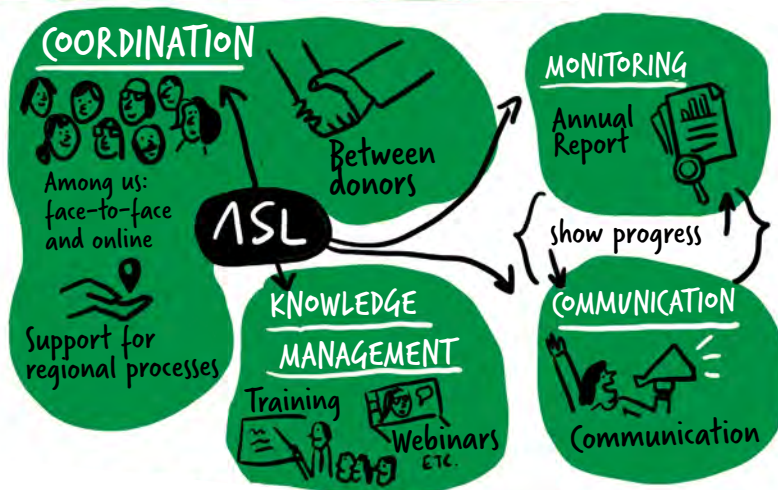 COORDINATION
Among us:
face-to-face
and online
Support for
regional processes
Between
donors
ASL
KNOWLEDGE
MANAGEMENT
Training
Webinars
ETC.
MONITORING
Annual
Report
show progress
COMMUNICATION
Communication